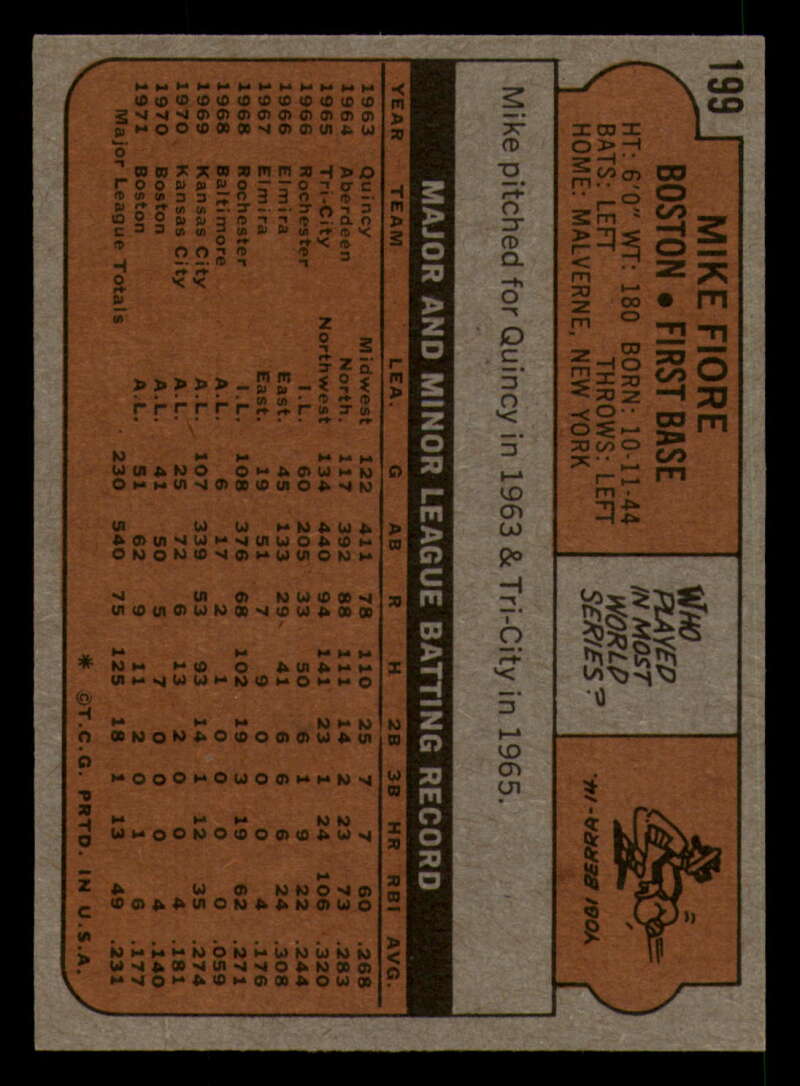 199
MIKE FIORE
BOSTON • FIRST BASE
HT: 6'0" WT: 180 BORN: 10-11-44
BATS: LEFT THROWS: LEFT
HOME: MALVERNE, NEW YORK
WHO
PLAYED
IN MOST
WORLD
SERIES?
YOGI BERRA-14.
Mike pitched for Quincy in 1963 & Tri-City in 1965.
MAJOR AND MINOR LEAGUE BATTING RECORD
YEAR TEAM LEA. G AB R H 2B 3B HR RBI AVG.
1963 Quincy Midwest 122 411 78 110 25 7 7 60 .268
1964 Aberdeen North. 117 392 88 111 14 2 23 73 .283
1965 Tri-City Northwest 134 440 94 141 23 1 24 106 .320
1966 Rochester I.L. 60 205 33 50 6 1 9 22 .244
1966 Elmira East. 45 133 29 41 6 6 6 24 .308
1967 Elmira East. 19 51 7 9 0 0 0 4 .176
1968 Rochester I.L. 108 376 68 102 19 3 19 62 .271
1968 Baltimore A.L. 6 17 2 1 0 0 0 0 .059
1969 Kansas City A.L. 107 339 53 93 14 1 12 35 .274
1970 Kansas City A.L. 25 72 6 13 2 0 0 4 .181
1970 Boston A.L. 41 50 5 7 0 0 0 4 .140
1971 Boston A.L. 51 62 9 11 2 0 1 6 .177
Major League Totals 230 540 75 125 18 1 13 49 .231
* ©T.C.G. PRTD. IN U.S.A.